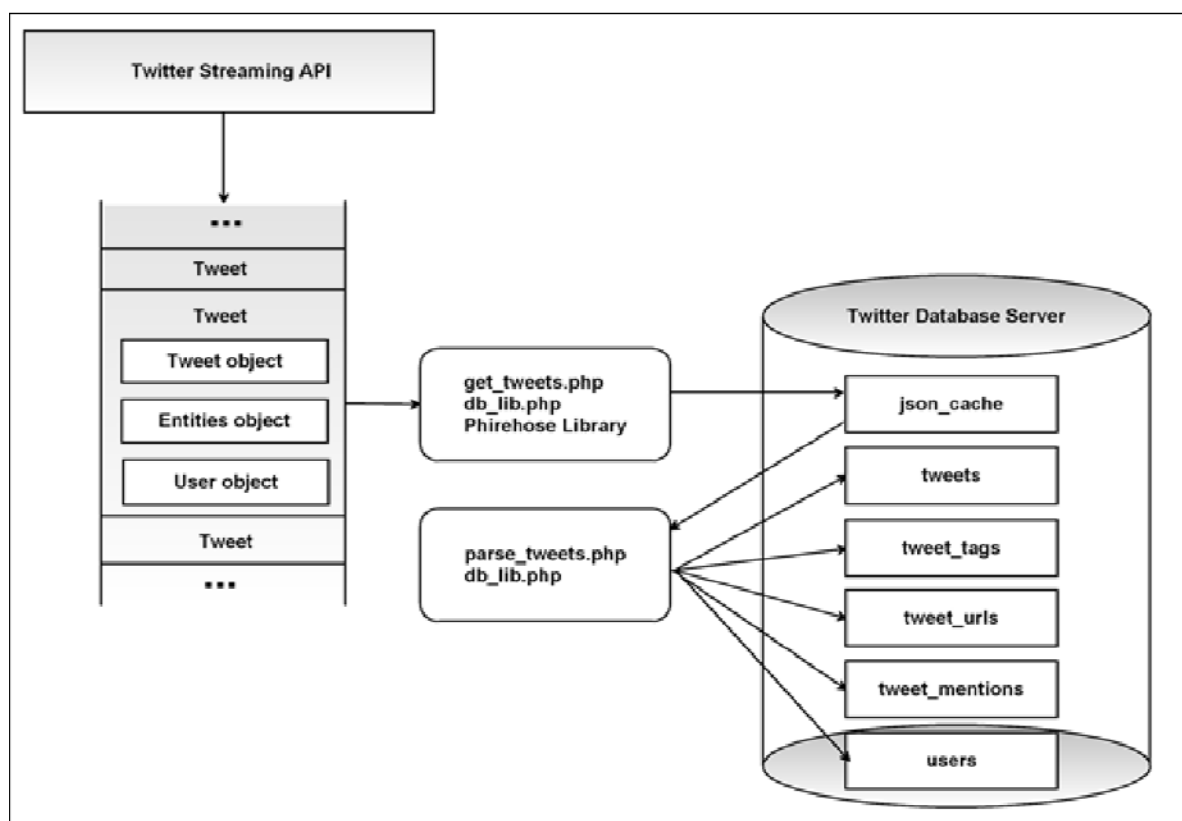 Twitter Streaming API
...
Tweet
Tweet
Tweet object
Entities object
User object
Tweet
...
get_tweets.php
db_lib.php
Phirehose Library
parse_tweets.php
db_lib.php
Twitter Database Server
json_cache
tweets
tweet_tags
tweet_urls
tweet_mentions
users